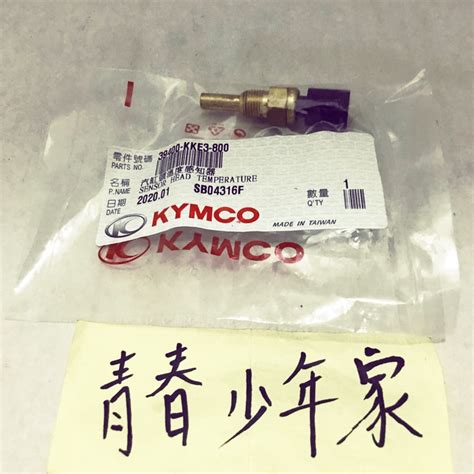 零件號碼 39400-KKE3-800
PARTS NO.
名稱 汽缸頭溫度感知器
P.NAME SENSOR HEAD TEMPERATURE
日期 2020.01 SB04316F
DATE
數量 1
Q'TY
KYMCO MADE IN TAIWAN
KYMCO
青春少年家